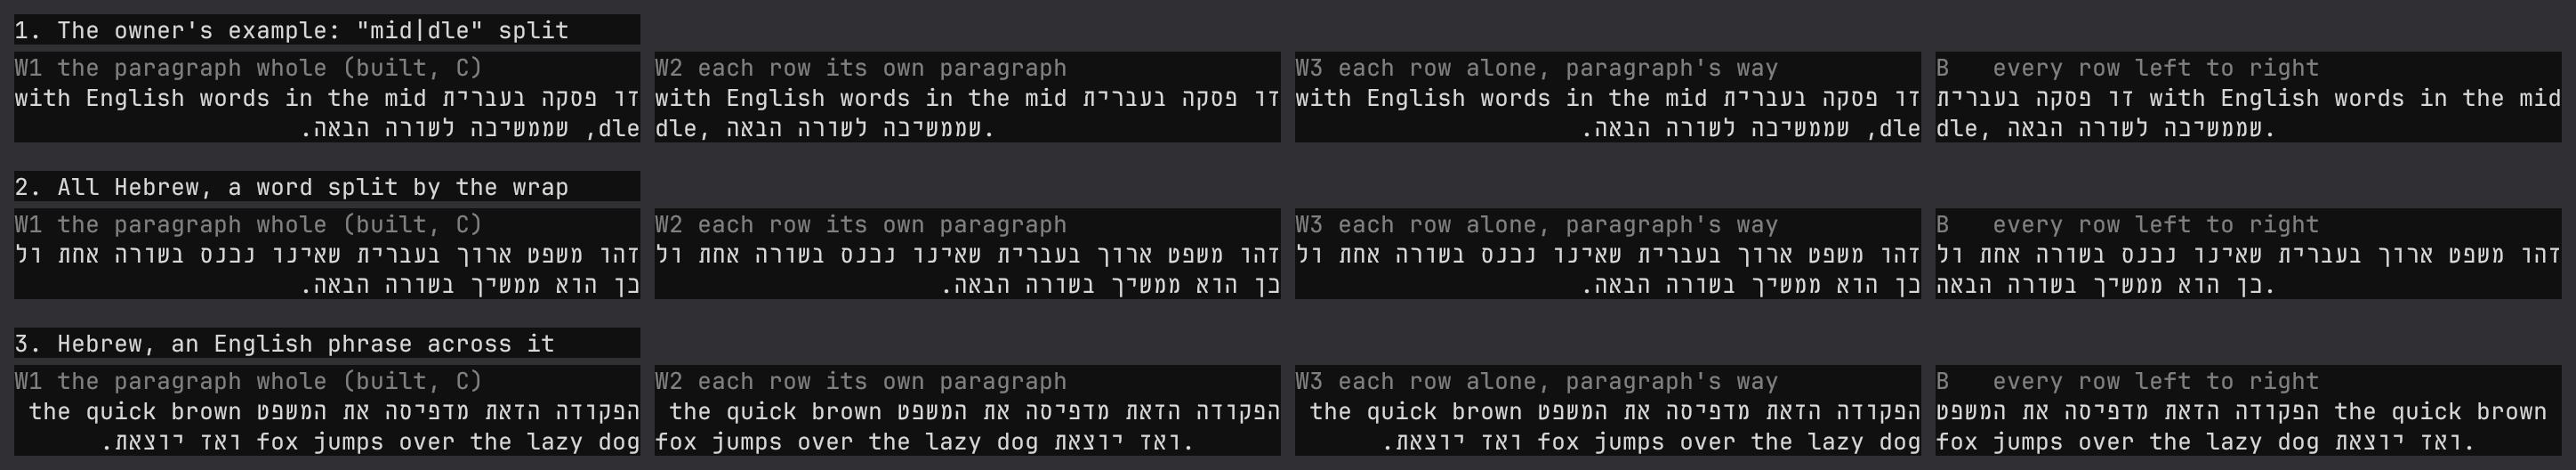 1. The owner's example: "mid|dle" split
W1 the paragraph whole (built, C)
זו פסקה בעברית with English words in the mid
dle, שממשיכה לשורה הבאה.
W2 each row its own paragraph
זו פסקה בעברית with English words in the mid
dle, שממשיכה לשורה הבאה.
W3 each row alone, paragraph's way
זו פסקה בעברית with English words in the mid
dle, שממשיכה לשורה הבאה.
B every row left to right
זו פסקה בעברית with English words in the mid
dle, שממשיכה לשורה הבאה.
2. All Hebrew, a word split by the wrap
W1 the paragraph whole (built, C)
זהו משפט ארוך בעברית שאינו נכנס בשורה אחת ול
כן הוא ממשיך בשורה הבאה.
W2 each row its own paragraph
זהו משפט ארוך בעברית שאינו נכנס בשורה אחת ול
כן הוא ממשיך בשורה הבאה.
W3 each row alone, paragraph's way
זהו משפט ארוך בעברית שאינו נכנס בשורה אחת ול
כן הוא ממשיך בשורה הבאה.
B every row left to right
זהו משפט ארוך בעברית שאינו נכנס בשורה אחת ול
כן הוא ממשיך בשורה הבאה.
3. Hebrew, an English phrase across it
W1 the paragraph whole (built, C)
הפקודה הזאת מדפיסה את המשפט the quick brown
fox jumps over the lazy dog ואז יוצאת.
W2 each row its own paragraph
הפקודה הזאת מדפיסה את המשפט the quick brown
fox jumps over the lazy dog ואז יוצאת.
W3 each row alone, paragraph's way
הפקודה הזאת מדפיסה את המשפט the quick brown
fox jumps over the lazy dog ואז יוצאת.
B every row left to right
הפקודה הזאת מדפיסה את המשפט the quick brown
fox jumps over the lazy dog ואז יוצאת.